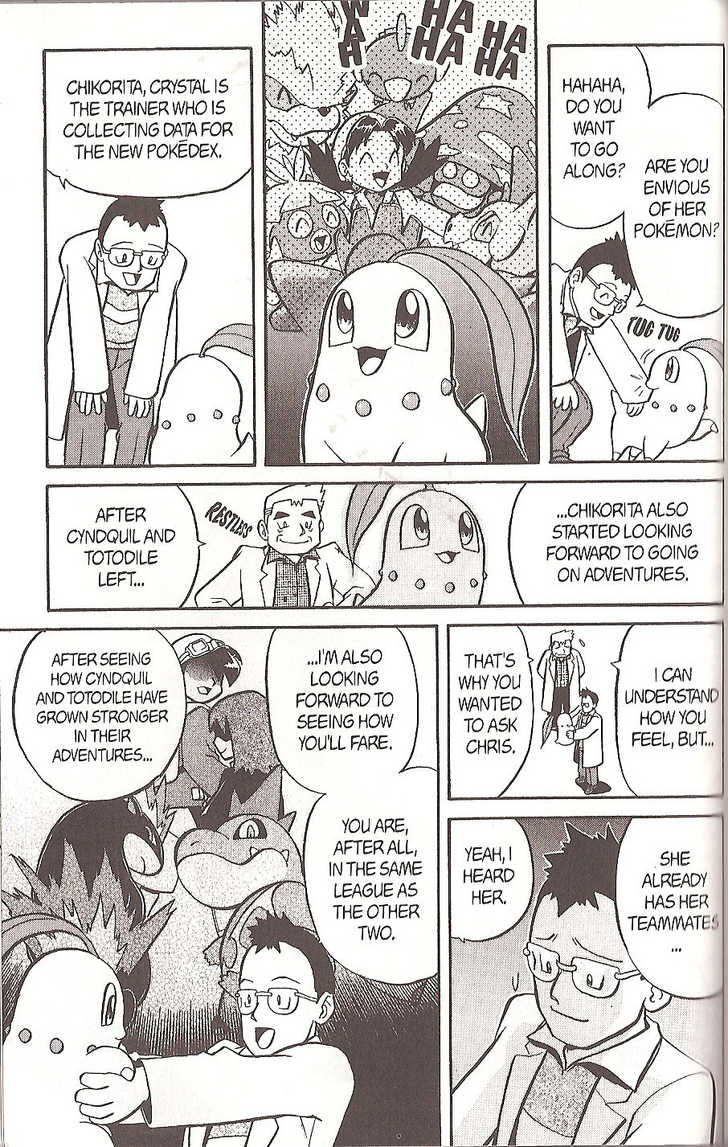 CHIKORITA, CRYSTAL IS
THE TRAINER WHO IS
COLLECTING DATA FOR
THE NEW POKÉDEX.
WAH
HA HA
HA HA
HAHAHA,
DO YOU
WANT
TO GO
ALONG?
ARE YOU
ENVIOUS
OF HER
POKÉMON?
TUG TUG
AFTER
CYNDQUIL AND
TOTODILE
LEFT...
RESTLESS
...CHIKORITA ALSO
STARTED LOOKING
FORWARD TO GOING
ON ADVENTURES.
AFTER SEEING
HOW CYNDQUIL
AND TOTODILE HAVE
GROWN STRONGER
IN THEIR
ADVENTURES...
...I'M ALSO
LOOKING
FORWARD TO
SEEING HOW
YOU'LL FARE.
YOU ARE,
AFTER ALL,
IN THE SAME
LEAGUE AS
THE OTHER
TWO.
THAT'S
WHY YOU
WANTED
TO ASK
CHRIS.
I CAN
UNDERSTAND
HOW YOU
FEEL, BUT...
YEAH, I
HEARD
HER.
SHE
ALREADY
HAS HER
TEAMMATES
...